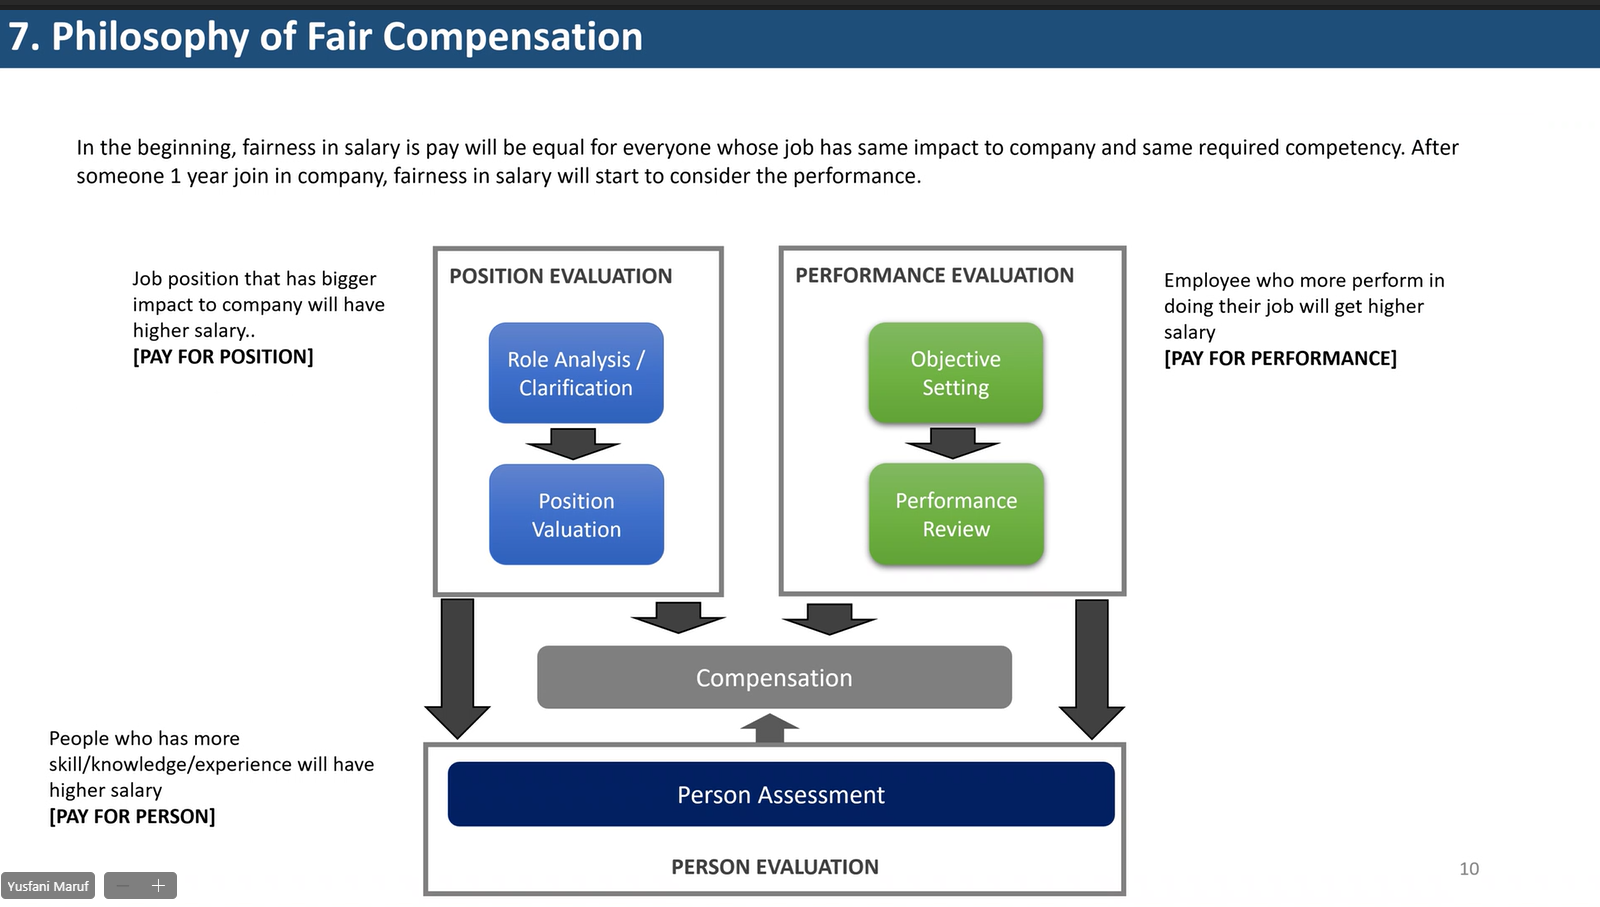 7. Philosophy of Fair Compensation
In the beginning, fairness in salary is pay will be equal for everyone whose job has same impact to company and same required competency. After
someone 1 year join in company, fairness in salary will start to consider the performance.
Job position that has bigger
impact to company will have
higher salary..
[PAY FOR POSITION]
POSITION EVALUATION
Role Analysis /
Clarification
Position
Valuation
PERFORMANCE EVALUATION
Objective
Setting
Performance
Review
Employee who more perform in
doing their job will get higher
salary
[PAY FOR PERFORMANCE]
Compensation
People who has more
skill/knowledge/experience will have
higher salary
[PAY FOR PERSON]
Person Assessment
PERSON EVALUATION
10
Yusfani Maruf